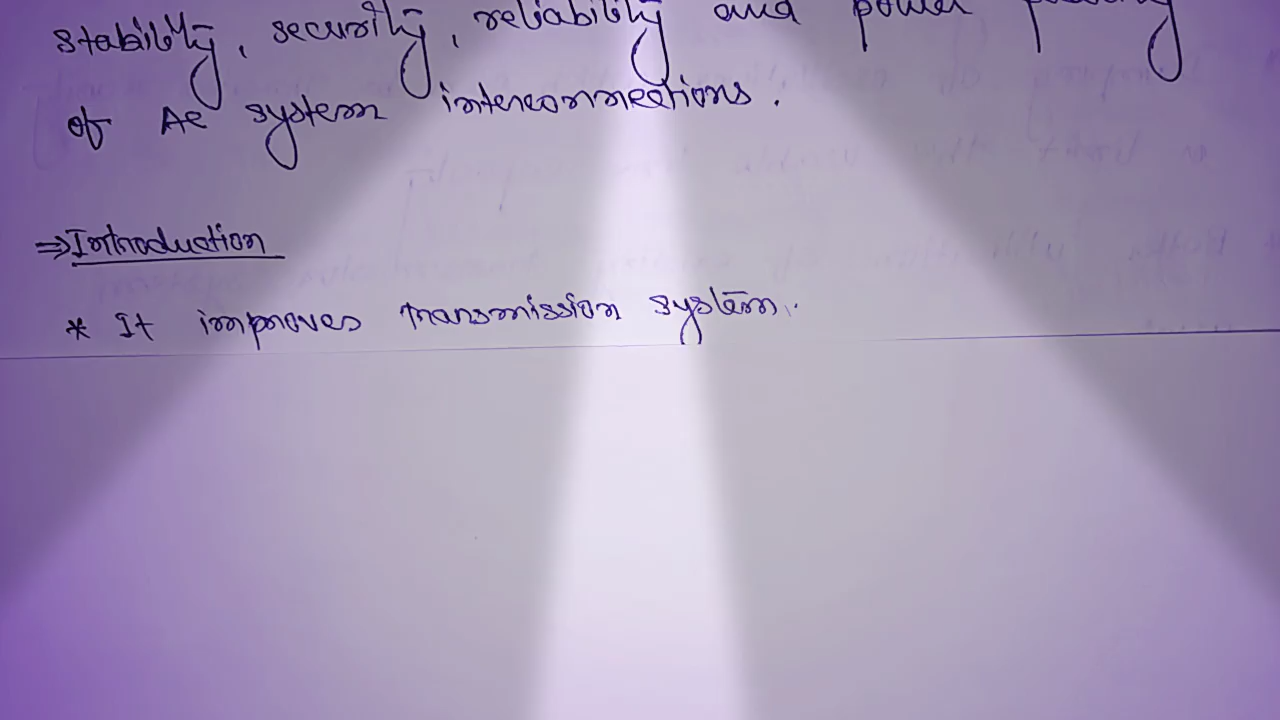 stability, security, reliability and power
of Ac system interconnections.
⇒ Introduction
* It improves transmission system.